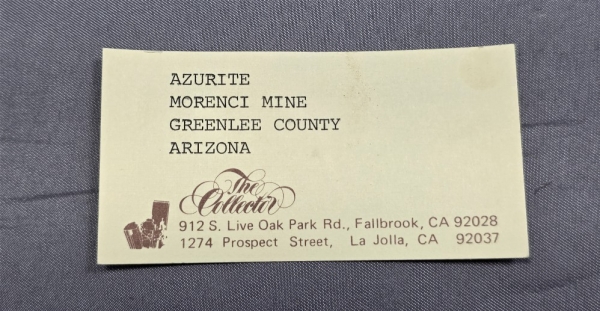 AZURITE
MORENCI MINE
GREENLEE COUNTY
ARIZONA
The
Collector
912 S. Live Oak Park Rd., Fallbrook, CA 92028
1274 Prospect Street, La Jolla, CA 92037